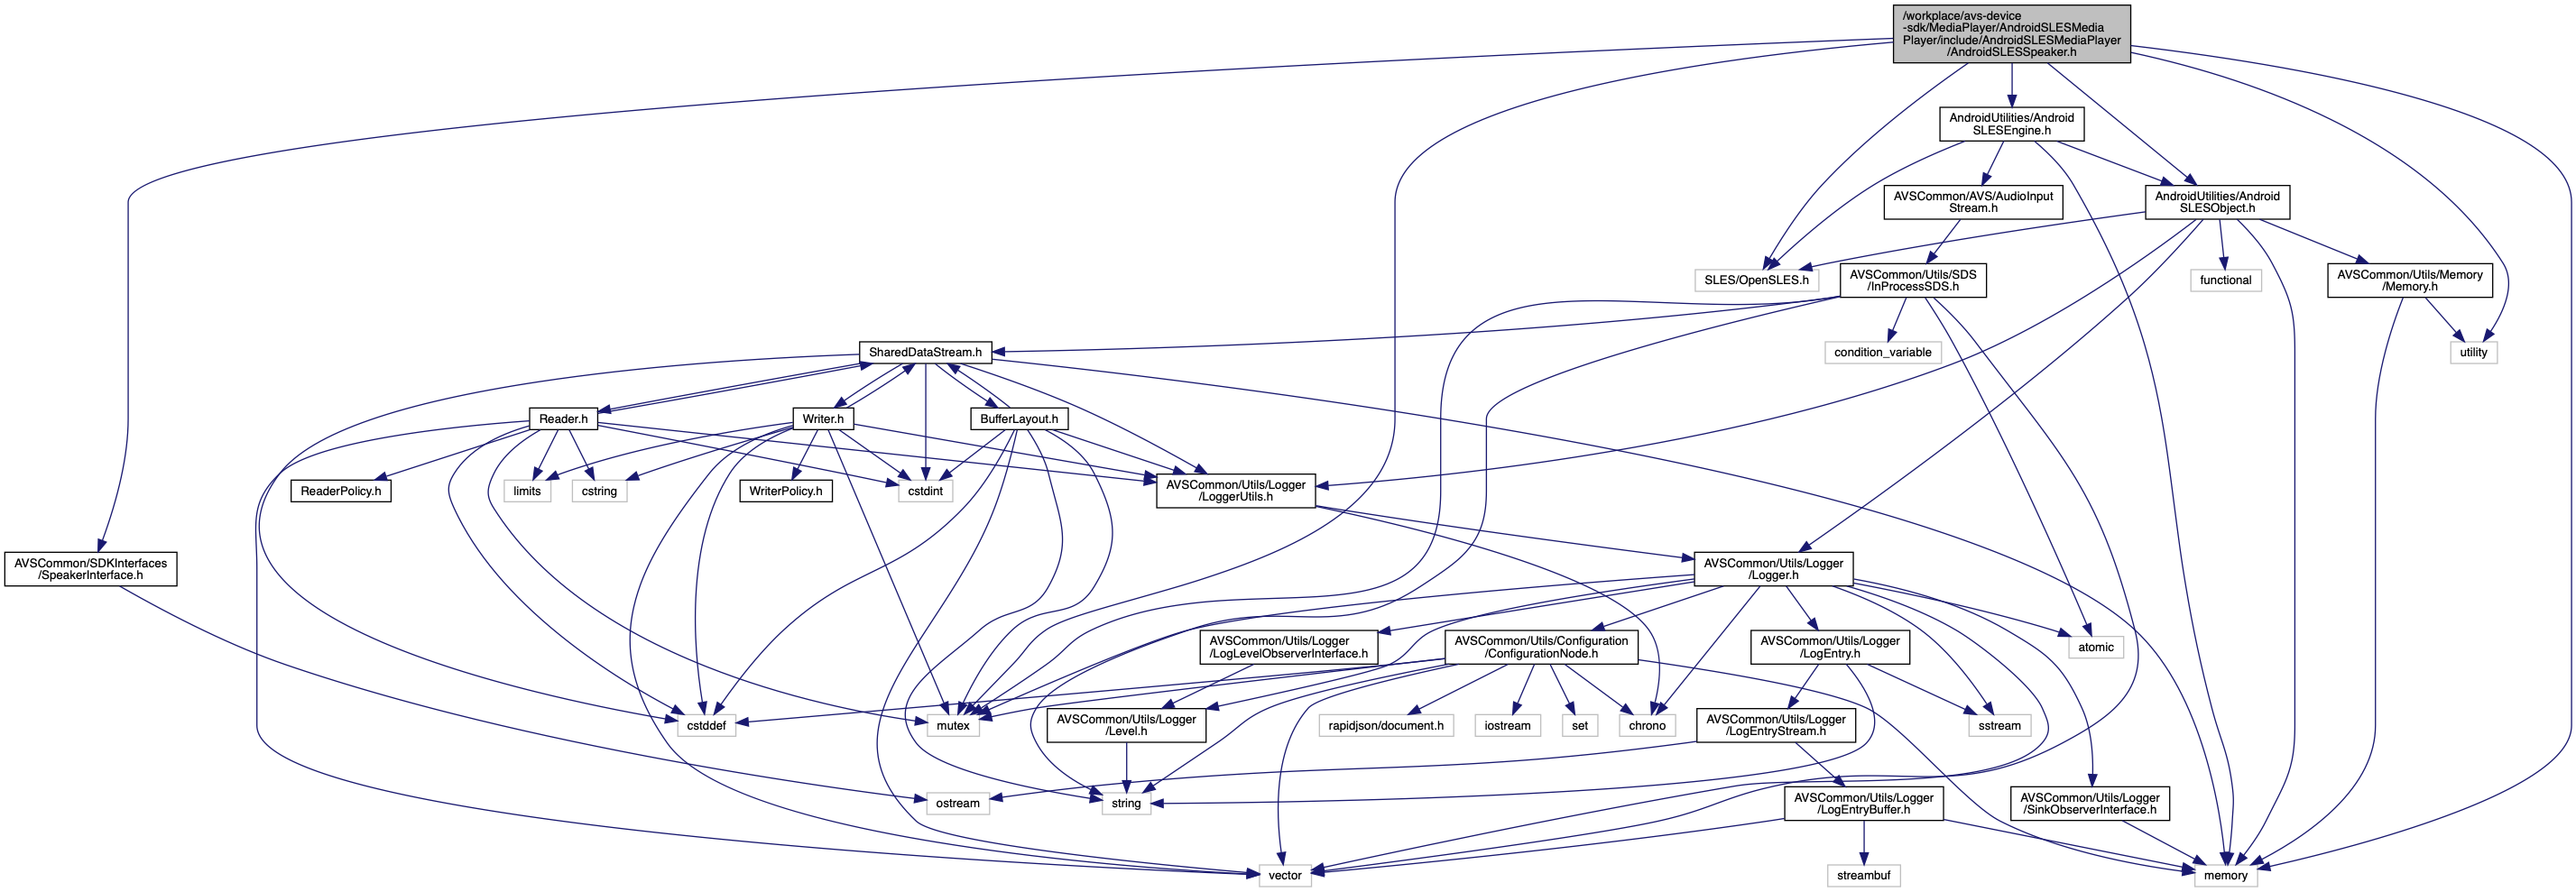 /workplace/avs-device
-sdk/MediaPlayer/AndroidSLESMedia
Player/include/AndroidSLESMediaPlayer
/AndroidSLESSpeaker.h
AndroidUtilities/Android
SLESEngine.h
AVSCommon/AVS/AudioInput
Stream.h
AndroidUtilities/Android
SLESObject.h
SLES/OpenSLES.h
AVSCommon/Utils/SDS
/InProcessSDS.h
functional
AVSCommon/Utils/Memory
/Memory.h
SharedDataStream.h
condition_variable
utility
Reader.h
Writer.h
BufferLayout.h
ReaderPolicy.h
limits
cstring
WriterPolicy.h
cstdint
AVSCommon/Utils/Logger
/LoggerUtils.h
AVSCommon/SDKInterfaces
/SpeakerInterface.h
AVSCommon/Utils/Logger
/Logger.h
AVSCommon/Utils/Logger
/LogLevelObserverInterface.h
AVSCommon/Utils/Configuration
/ConfigurationNode.h
AVSCommon/Utils/Logger
/LogEntry.h
atomic
cstddef
mutex
AVSCommon/Utils/Logger
/Level.h
rapidjson/document.h
iostream
set
chrono
AVSCommon/Utils/Logger
/LogEntryStream.h
sstream
ostream
string
AVSCommon/Utils/Logger
/LogEntryBuffer.h
AVSCommon/Utils/Logger
/SinkObserverInterface.h
vector
streambuf
memory